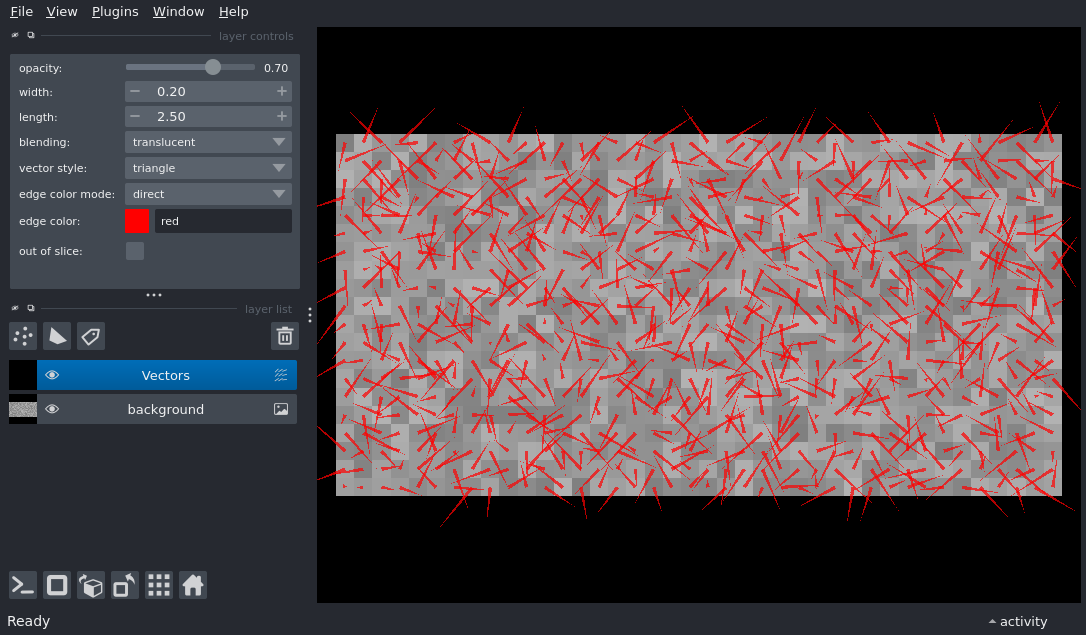 File View Plugins Window Help
layer controls
opacity: 0.70
width: − 0.20 +
length: − 2.50 +
blending: translucent
vector style: triangle
edge color mode: direct
edge color: red
out of slice:
layer list
Vectors
background
Ready
activity